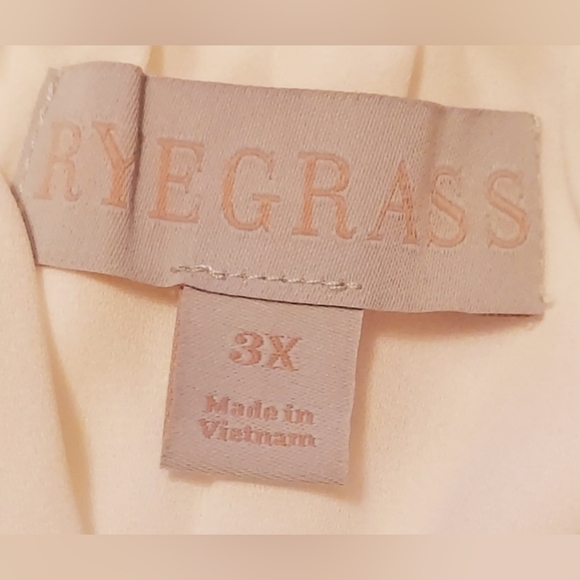 RYEGRASS
3X
Made in
Vietnam